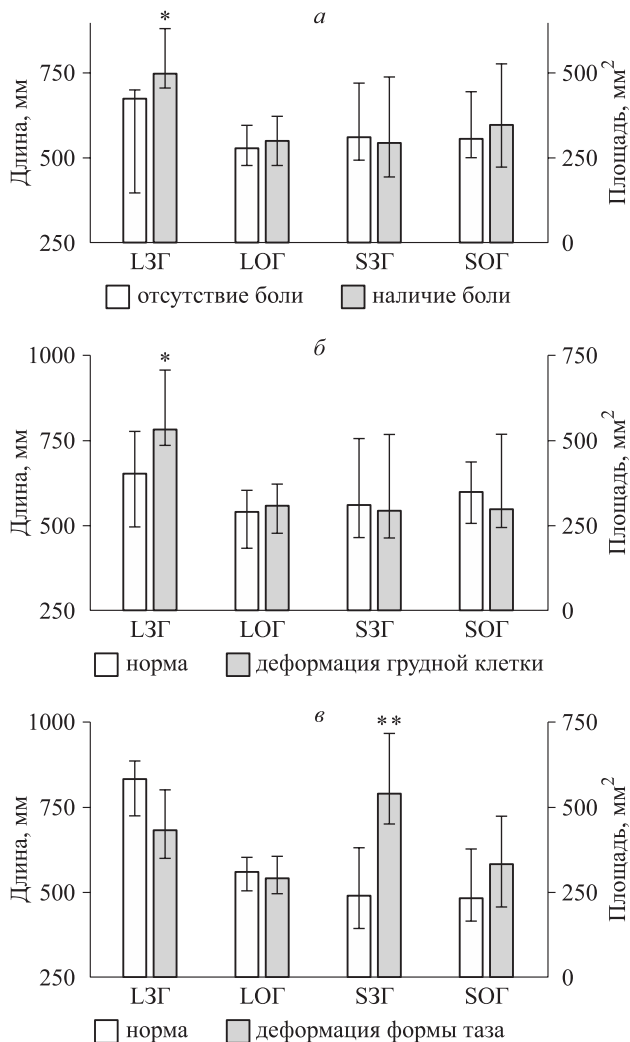 а
*
Длина, мм
750
500
250
500
250
0
Площадь, мм²
LЗГ LОГ SЗГ SОГ
отсутствие боли наличие боли
б
*
Длина, мм
1000
750
500
250
750
500
250
0
Площадь, мм²
LЗГ LОГ SЗГ SОГ
норма деформация грудной клетки
в
**
Длина, мм
1000
750
500
250
750
500
250
0
Площадь, мм²
LЗГ LОГ SЗГ SОГ
норма деформация формы таза